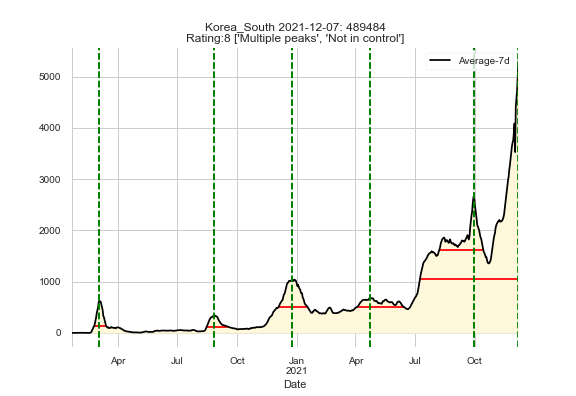 Korea_South 2021-12-07: 489484
Rating:8 ['Multiple peaks', 'Not in control']
Average-7d
5000
4000
3000
2000
1000
0
Apr Jul Oct Jan Apr Jul Oct
2021
Date